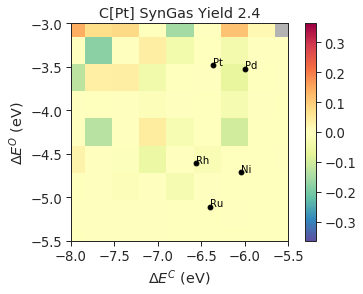 C[Pt] SynGas Yield 2.4
−3.0
−3.5
−4.0
−4.5
−5.0
−5.5
ΔE^O (eV)
Pt
Pd
Rh
Ni
Ru
−8.0 −7.5 −7.0 −6.5 −6.0 −5.5
ΔE^C (eV)
0.3
0.2
0.1
0.0
−0.1
−0.2
−0.3